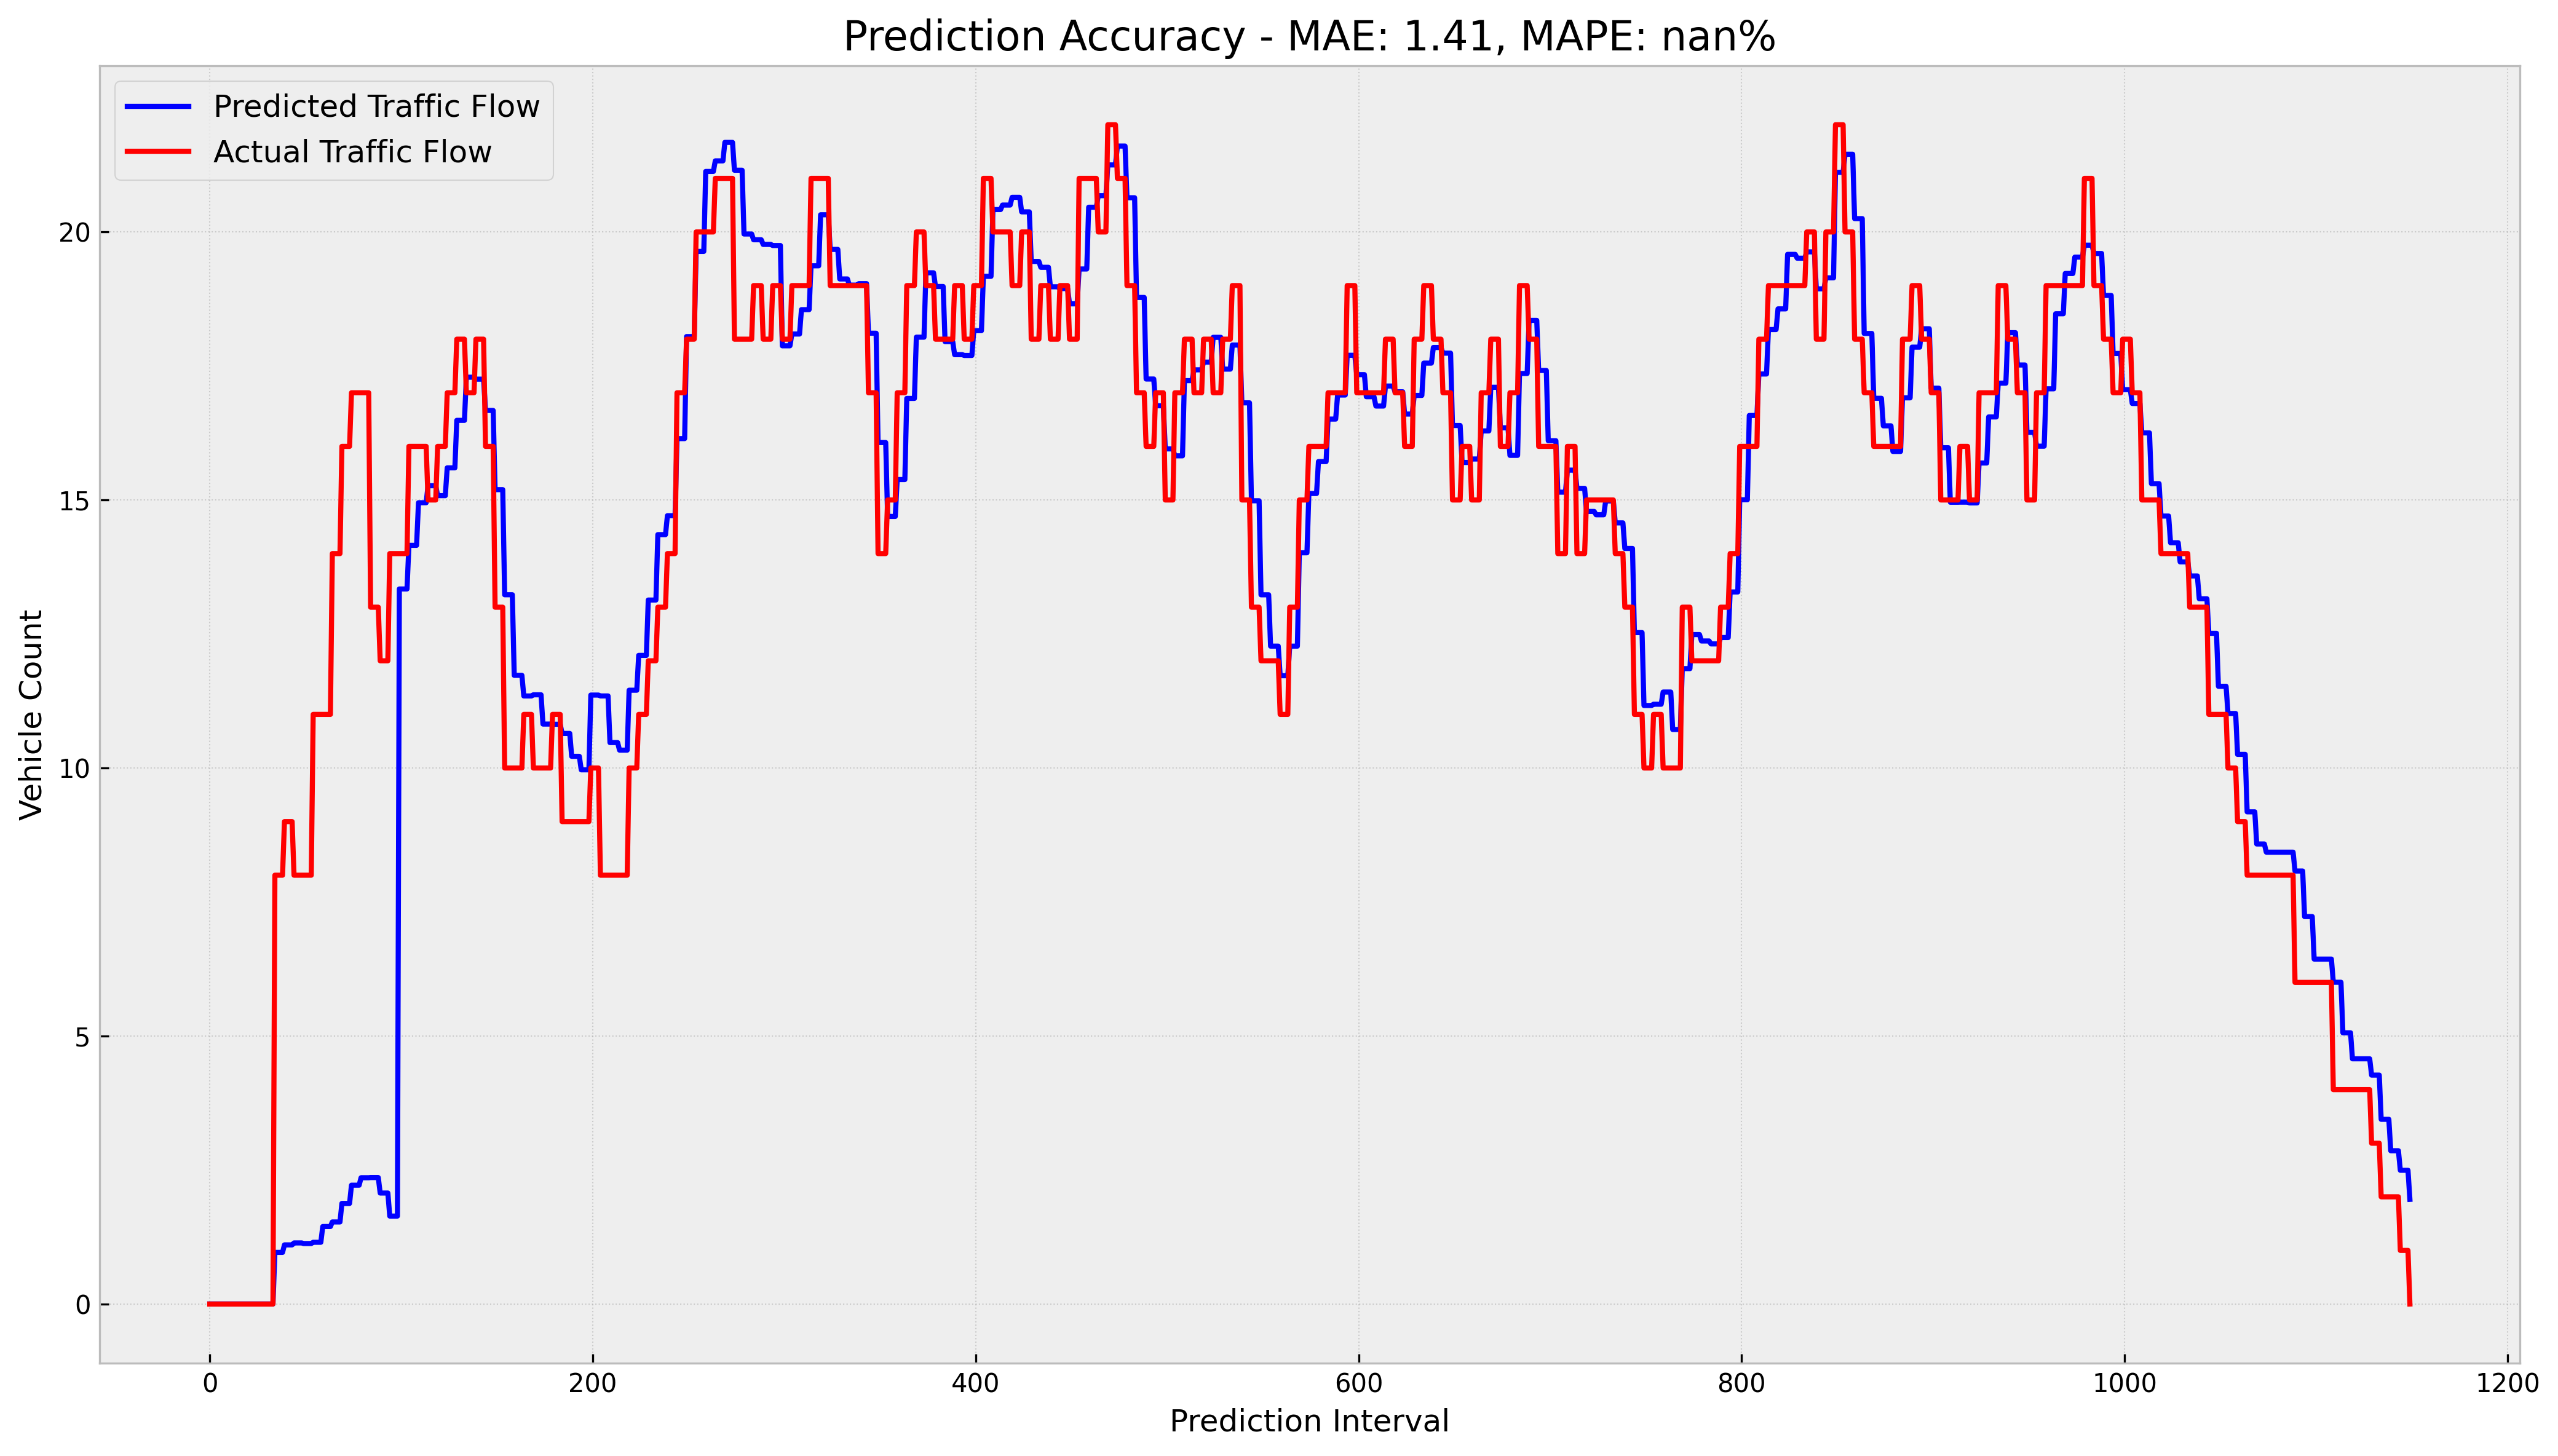 Prediction Accuracy - MAE: 1.41, MAPE: nan%
Predicted Traffic Flow
Actual Traffic Flow
20
15
10
5
0
Vehicle Count
0 200 400 600 800 1000 1200
Prediction Interval